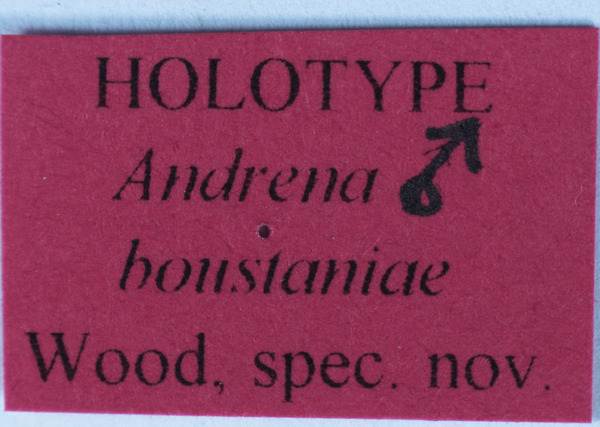 HOLOTYPE
Andrena ♂
boustaniae
Wood, spec. nov.